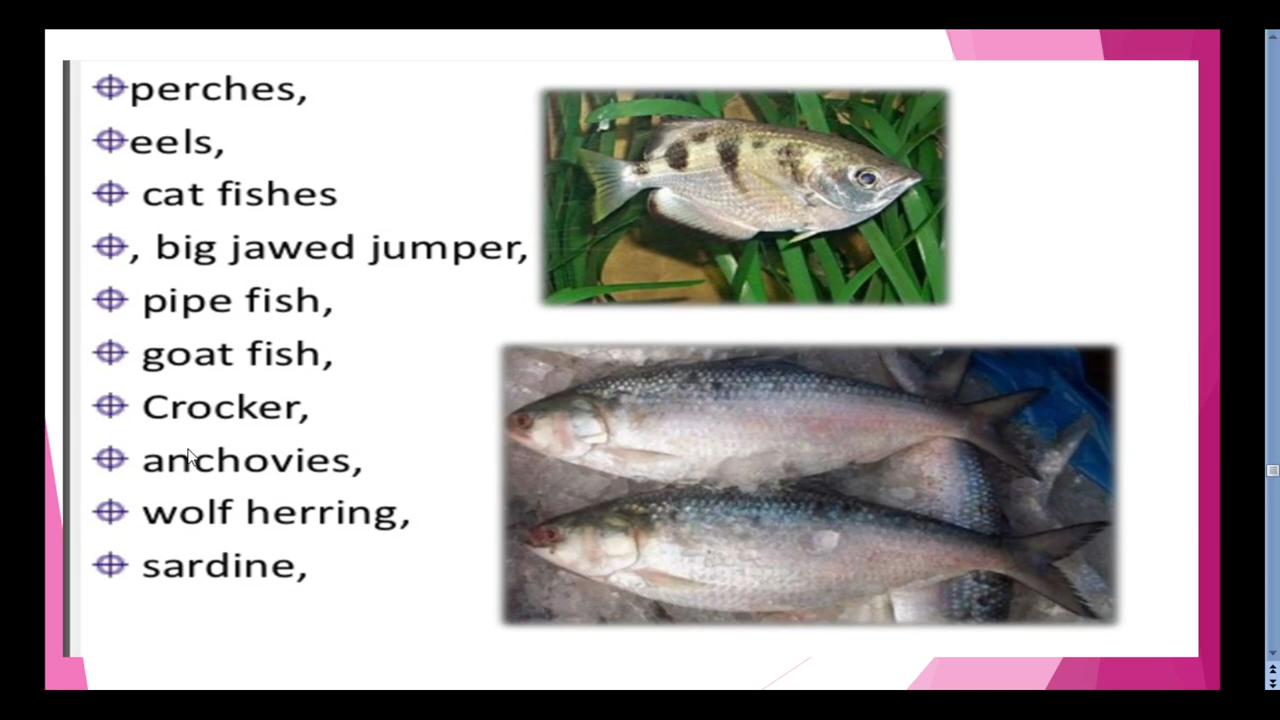 perches,
eels,
cat fishes
, big jawed jumper,
pipe fish,
goat fish,
Crocker,
anchovies,
wolf herring,
sardine,